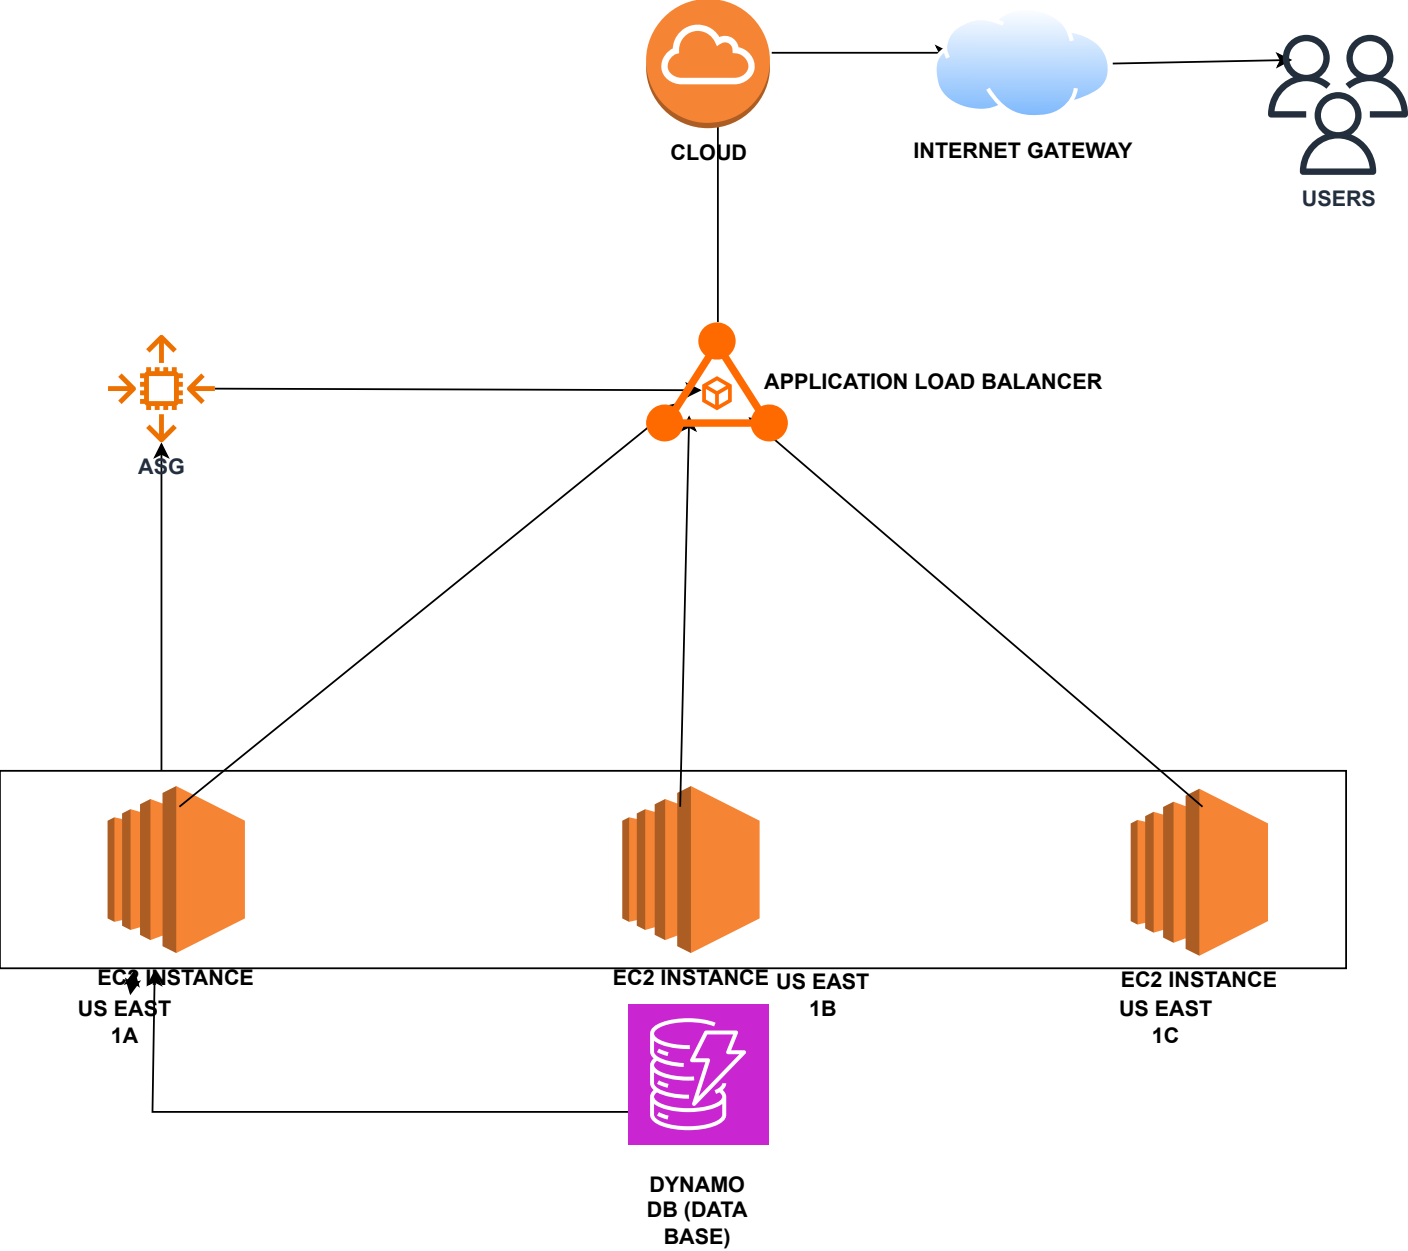 CLOUD
INTERNET GATEWAY
USERS
APPLICATION LOAD BALANCER
ASG
EC2 INSTANCE
US EAST
1A
EC2 INSTANCE
US EAST
1B
EC2 INSTANCE
US EAST
1C
DYNAMO
DB (DATA
BASE)